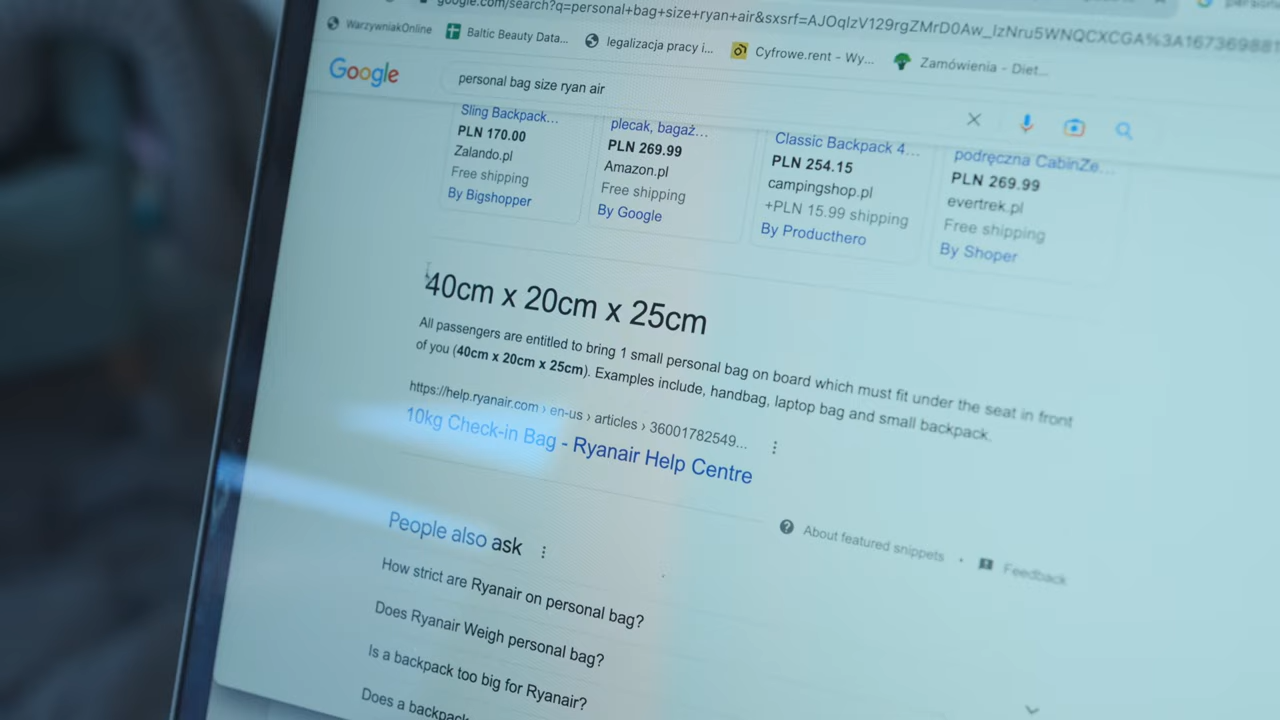 google.com/search?q=personal+bag+size+ryan+air&sxsrf=AJOqlzV129rgZMrD0Aw_lzNru5WNQCXCGA%3A167369881
WarzywniakOnline
Baltic Beauty Data...
legalizacja pracy i...
Cyfrowe.rent - Wy...
Zamówienia - Diet...
Google
personal bag size ryan air
Sling Backpack...
PLN 170.00
Zalando.pl
Free shipping
By Bigshopper
plecak, bagaż...
PLN 269.99
Amazon.pl
Free shipping
By Google
Classic Backpack 4...
PLN 254.15
campingshop.pl
+PLN 15.99 shipping
By Producthero
podręczna CabinZe...
PLN 269.99
evertrek.pl
Free shipping
By Shoper
40cm x 20cm x 25cm
All passengers are entitled to bring 1 small personal bag on board which must fit under the seat in front
of you (40cm x 20cm x 25cm). Examples include, handbag, laptop bag and small backpack.
https://help.ryanair.com › en-us › articles › 36001782549...
10kg Check-in Bag - Ryanair Help Centre
About featured snippets
Feedback
People also ask
How strict are Ryanair on personal bag?
Does Ryanair Weigh personal bag?
Is a backpack too big for Ryanair?
Does a backpack